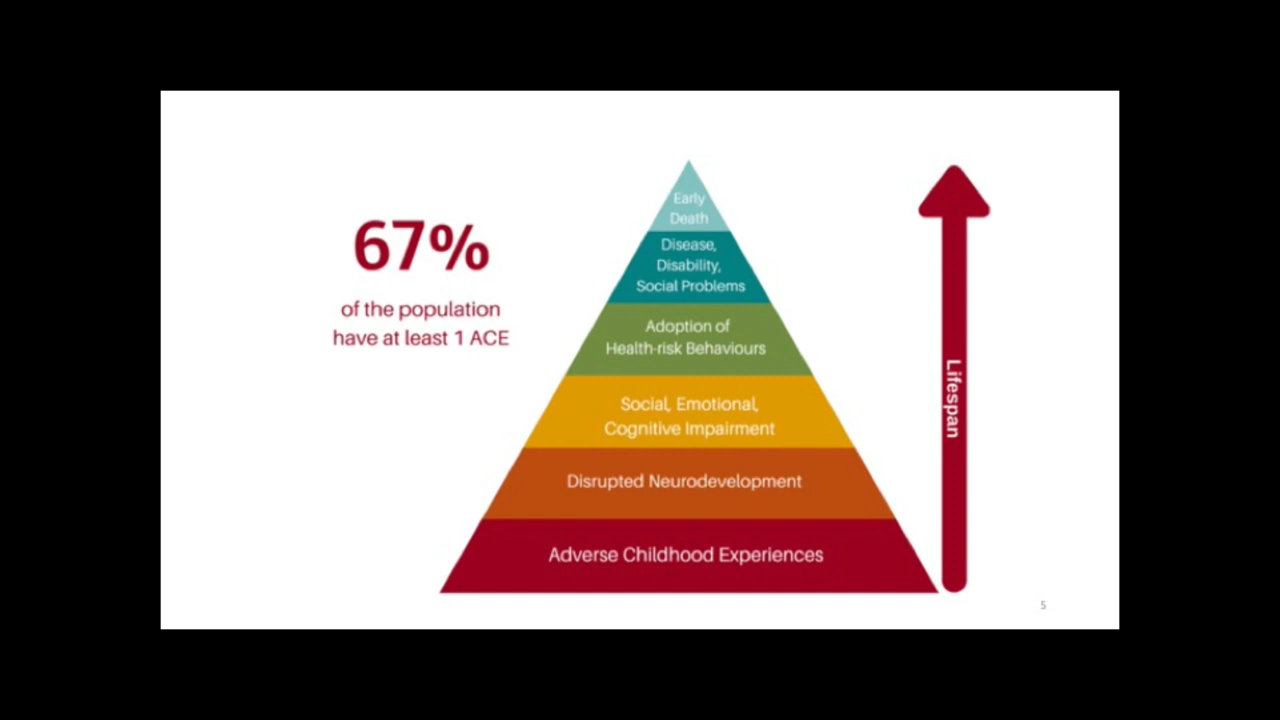 67%
of the population
have at least 1 ACE
Early
Death
Disease,
Disability,
Social Problems
Adoption of
Health-risk Behaviours
Social, Emotional,
Cognitive Impairment
Disrupted Neurodevelopment
Adverse Childhood Experiences
Lifespan
5